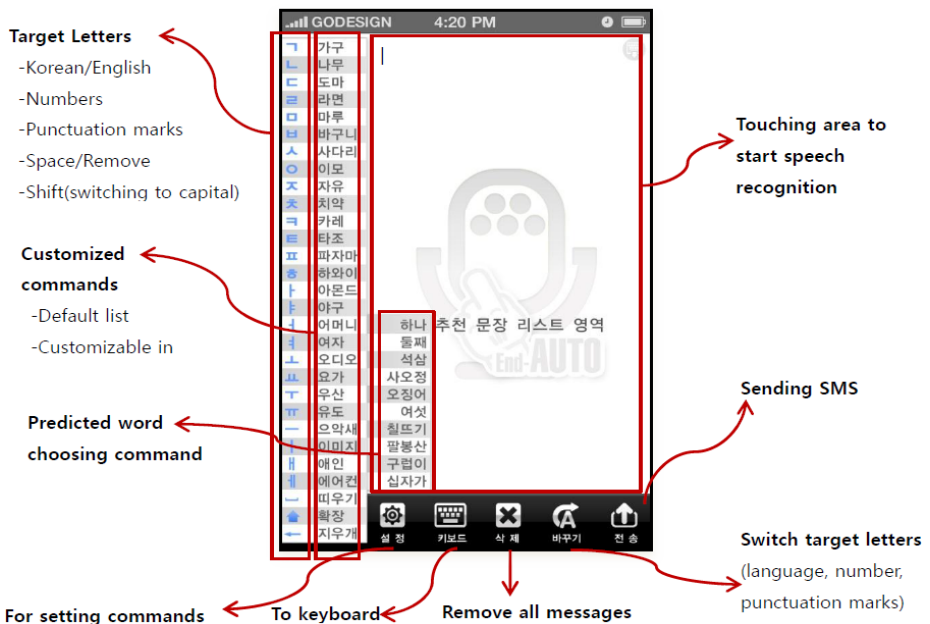 GODESIGN 4:20 PM
Target Letters
-Korean/English
-Numbers
-Punctuation marks
-Space/Remove
-Shift(switching to capital)
Customized
commands
-Default list
-Customizable in
Predicted word
choosing command
ㄱ 가구
ㄴ 나무
ㄷ 도마
ㄹ 라면
ㅁ 마루
ㅂ 바구니
ㅅ 사다리
ㅇ 이모
ㅈ 자유
ㅊ 치약
ㅋ 카레
ㅌ 타조
ㅍ 파자마
ㅎ 하와이
ㅏ 아몬드
ㅑ 야구
ㅓ 어머니
ㅕ 여자
ㅗ 오디오
ㅛ 요가
ㅜ 우산
ㅠ 유도
ㅡ 으악새
ㅣ 이미지
ㅐ 애인
ㅔ 에어컨
띠우기
확장
지우개
하나
둘째
석삼
사오정
오징어
여섯
칠뜨기
팔봉산
구럽이
십자가
추천 문장 리스트 영역
End-AUTO
Touching area to
start speech
recognition
Sending SMS
설 정
키보드
삭 제
바꾸기
전 송
Switch target letters
(language, number,
punctuation marks)
For setting commands
To keyboard
Remove all messages